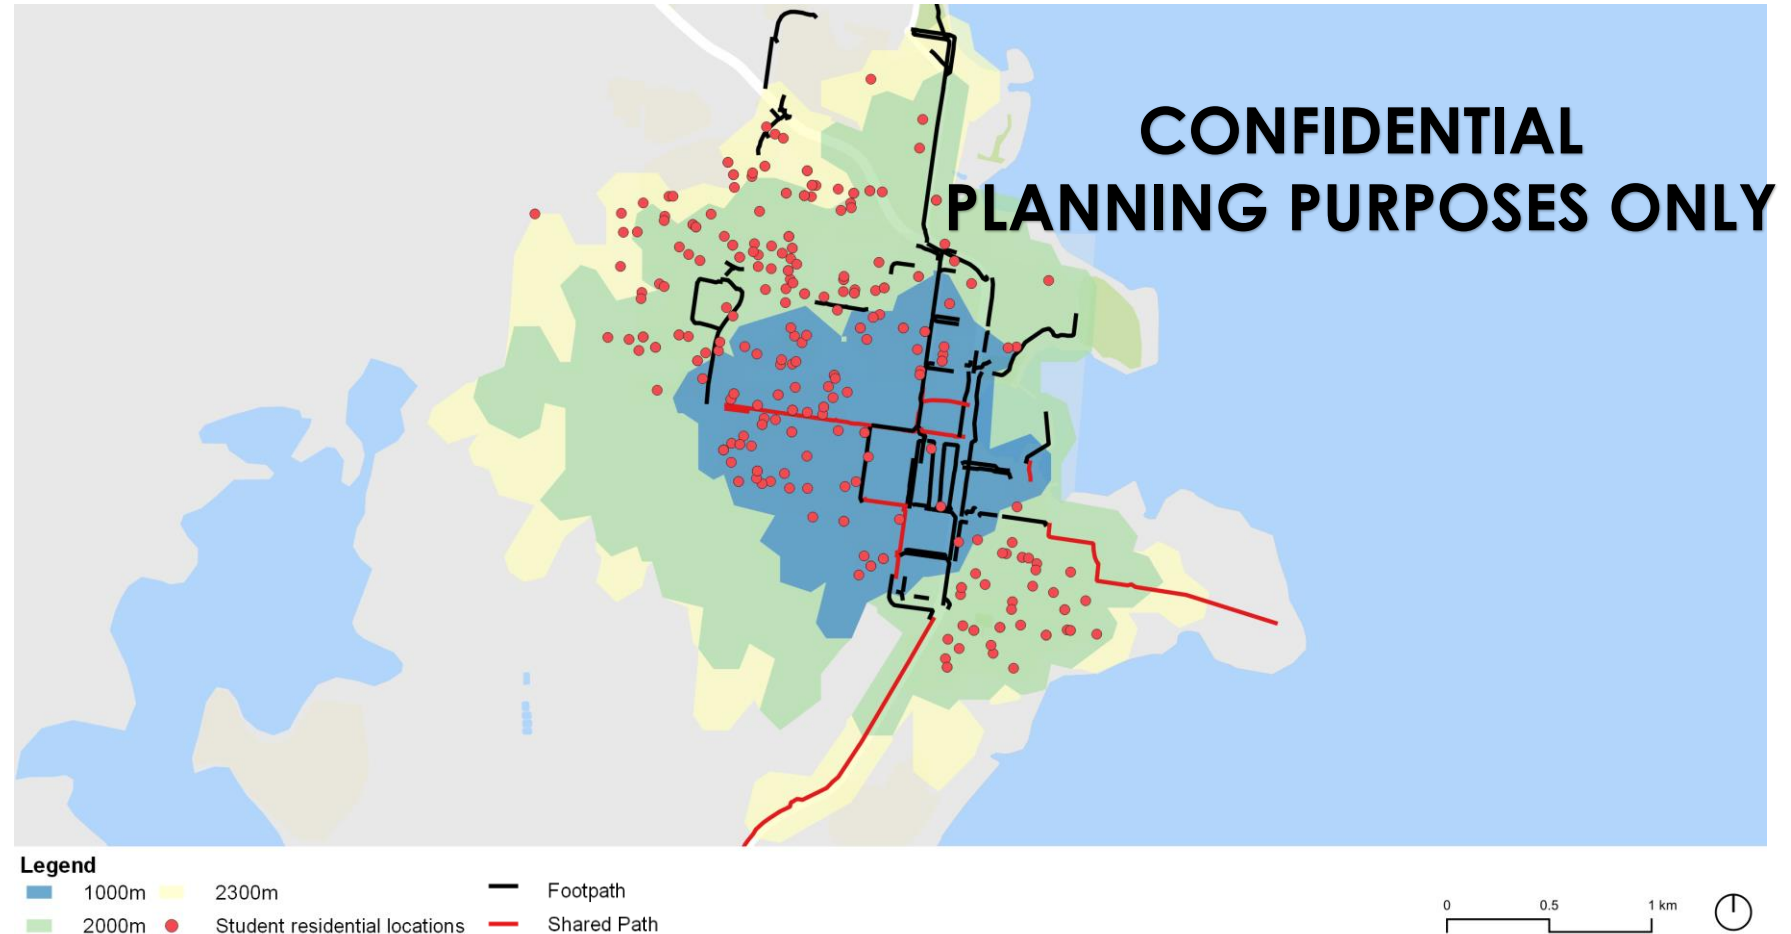 CONFIDENTIAL
PLANNING PURPOSES ONLY
Legend
1000m
2300m
Footpath
2000m
Student residential locations
Shared Path
0
0.5
1 km